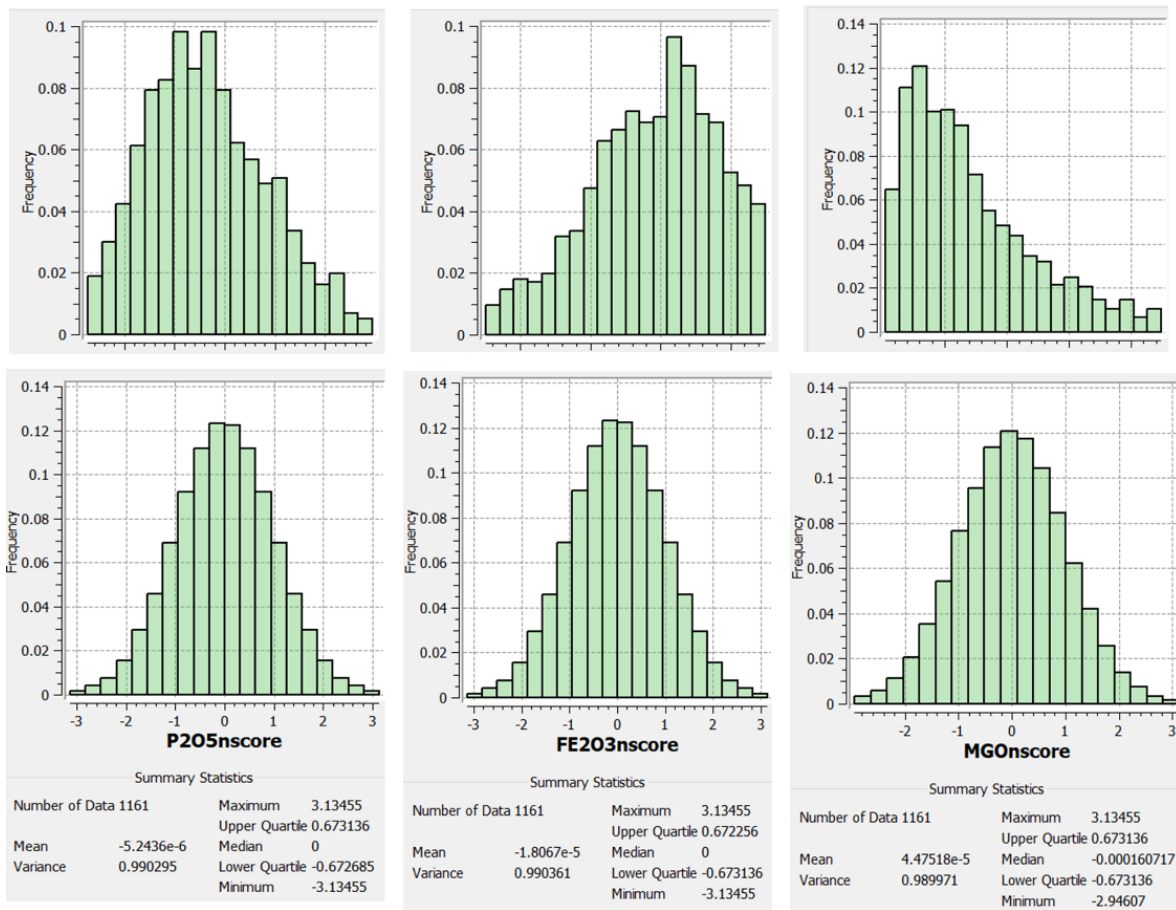 0.1
0.08
0.06
0.04
0.02
0
Frequency
0.1
0.08
0.06
0.04
0.02
0
Frequency
0.14
0.12
0.1
0.08
0.06
0.04
0.02
0
Frequency
0.14
0.12
0.1
0.08
0.06
0.04
0.02
0
Frequency
-3 -2 -1 0 1 2 3
P2O5nscore
Summary Statistics
Number of Data 1161 Maximum 3.13455
Upper Quartile 0.673136
Mean -5.2436e-6 Median 0
Variance 0.990295 Lower Quartile -0.672685
Minimum -3.13455
0.14
0.12
0.1
0.08
0.06
0.04
0.02
0
Frequency
-3 -2 -1 0 1 2 3
FE2O3nscore
Summary Statistics
Number of Data 1161 Maximum 3.13455
Upper Quartile 0.672256
Mean -1.8067e-5 Median 0
Variance 0.990361 Lower Quartile -0.673136
Minimum -3.13455
0.14
0.12
0.1
0.08
0.06
0.04
0.02
0
Frequency
-2 -1 0 1 2 3
MGOnscore
Summary Statistics
Number of Data 1161 Maximum 3.13455
Upper Quartile 0.673136
Mean 4.47518e-5 Median -0.000160717
Variance 0.989971 Lower Quartile -0.673136
Minimum -2.94607